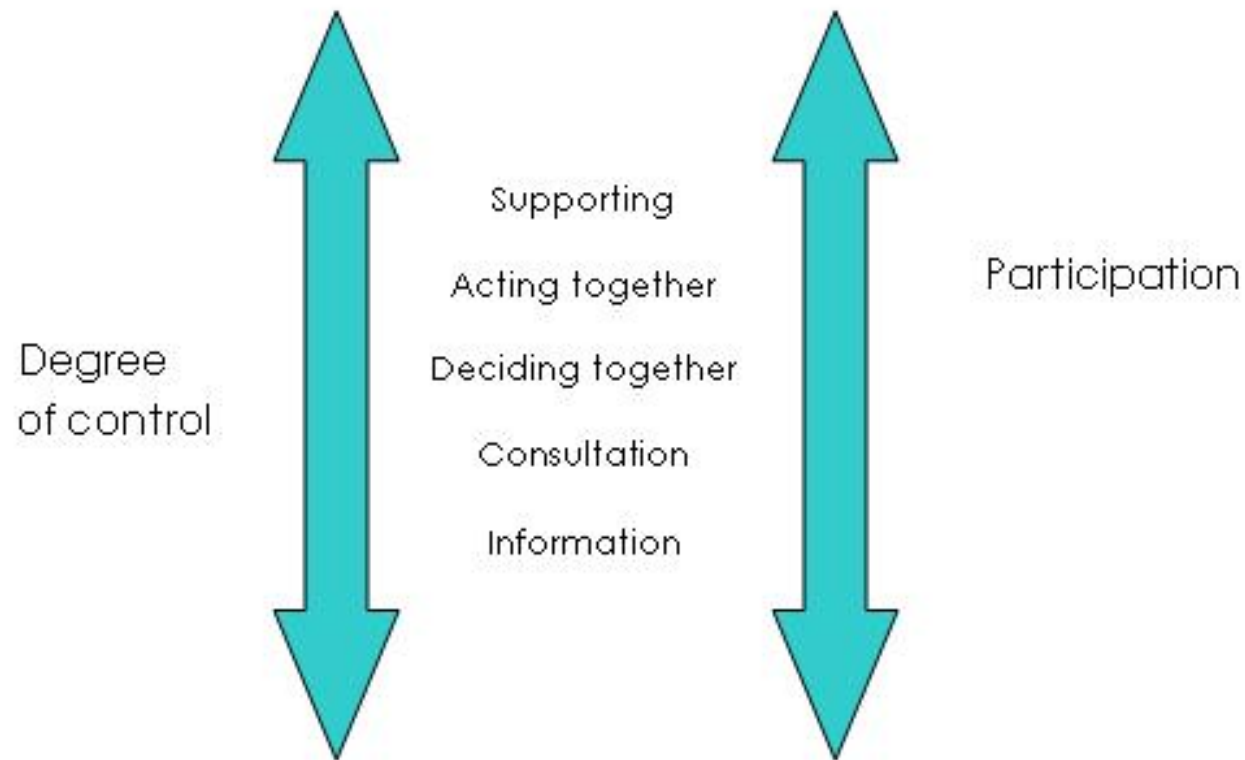 Supporting
Acting together
Deciding together
Consultation
Information
Degree
of control
Participation